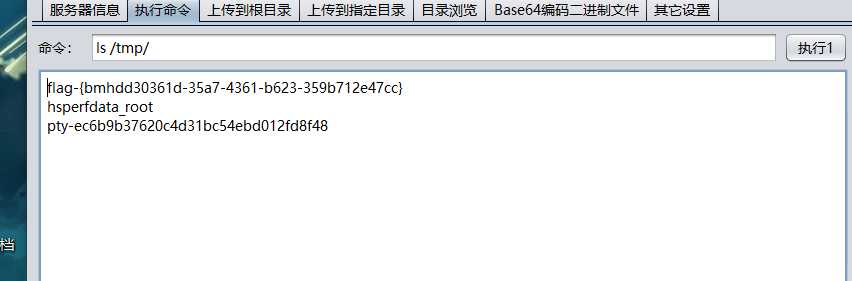 服务器信息 执行命令 上传到根目录 上传到指定目录 目录浏览 Base64编码二进制文件 其它设置
命令： ls /tmp/ 执行1
flag-{bmhdd30361d-35a7-4361-b623-359b712e47cc}
hsperfdata_root
pty-ec6b9b37620c4d31bc54ebd012fd8f48
档